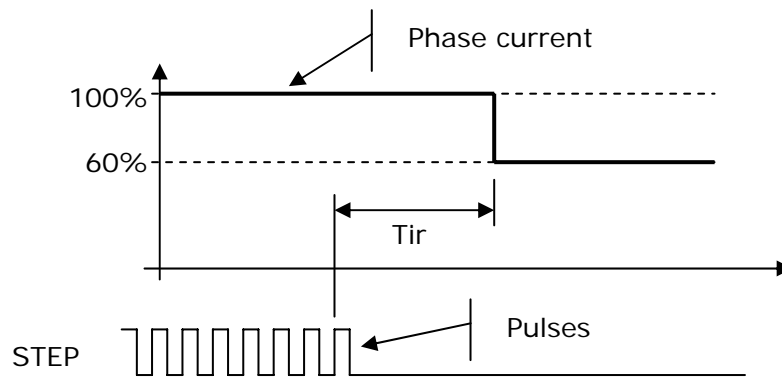 Phase current
100%
60%
Tir
Pulses
STEP